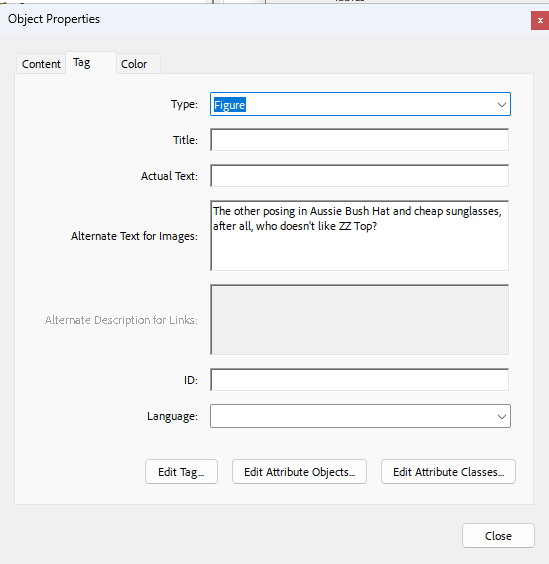 Object Properties
x
Content Tag Color
Type: Figure
Title:
Actual Text:
The other posing in Aussie Bush Hat and cheap sunglasses,
after all, who doesn't like ZZ Top?
Alternate Text for Images:
Alternate Description for Links:
ID:
Language:
Edit Tag... Edit Attribute Objects... Edit Attribute Classes...
Close